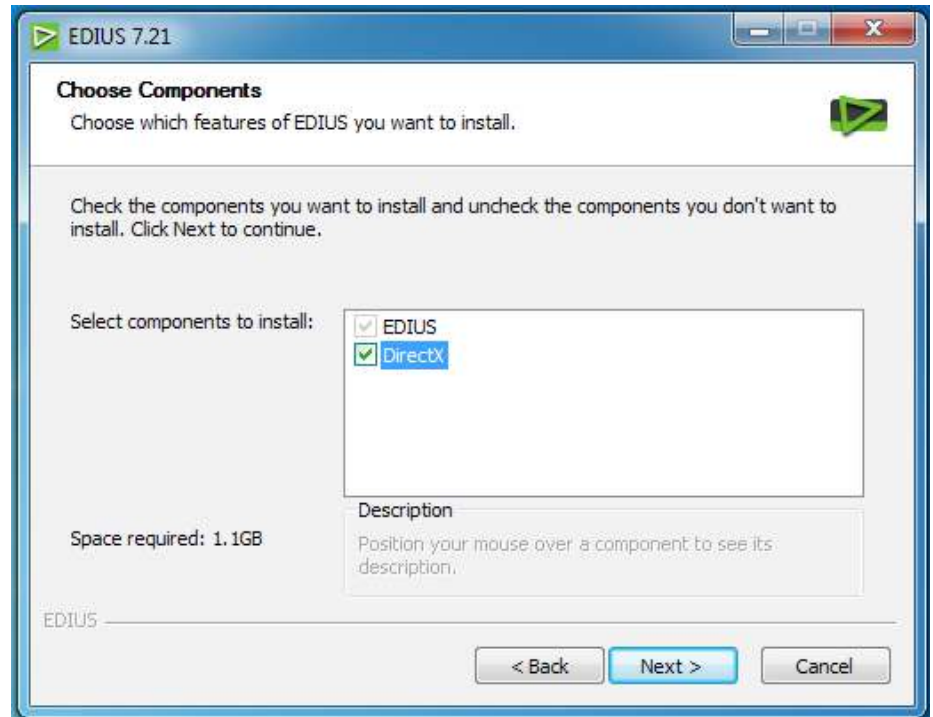 EDIUS 7.21
Choose Components
Choose which features of EDIUS you want to install.
Check the components you want to install and uncheck the components you don't want to
install. Click Next to continue.
Select components to install:
EDIUS
DirectX
Space required: 1.1GB
Description
Position your mouse over a component to see its
description.
EDIUS
< Back
Next >
Cancel